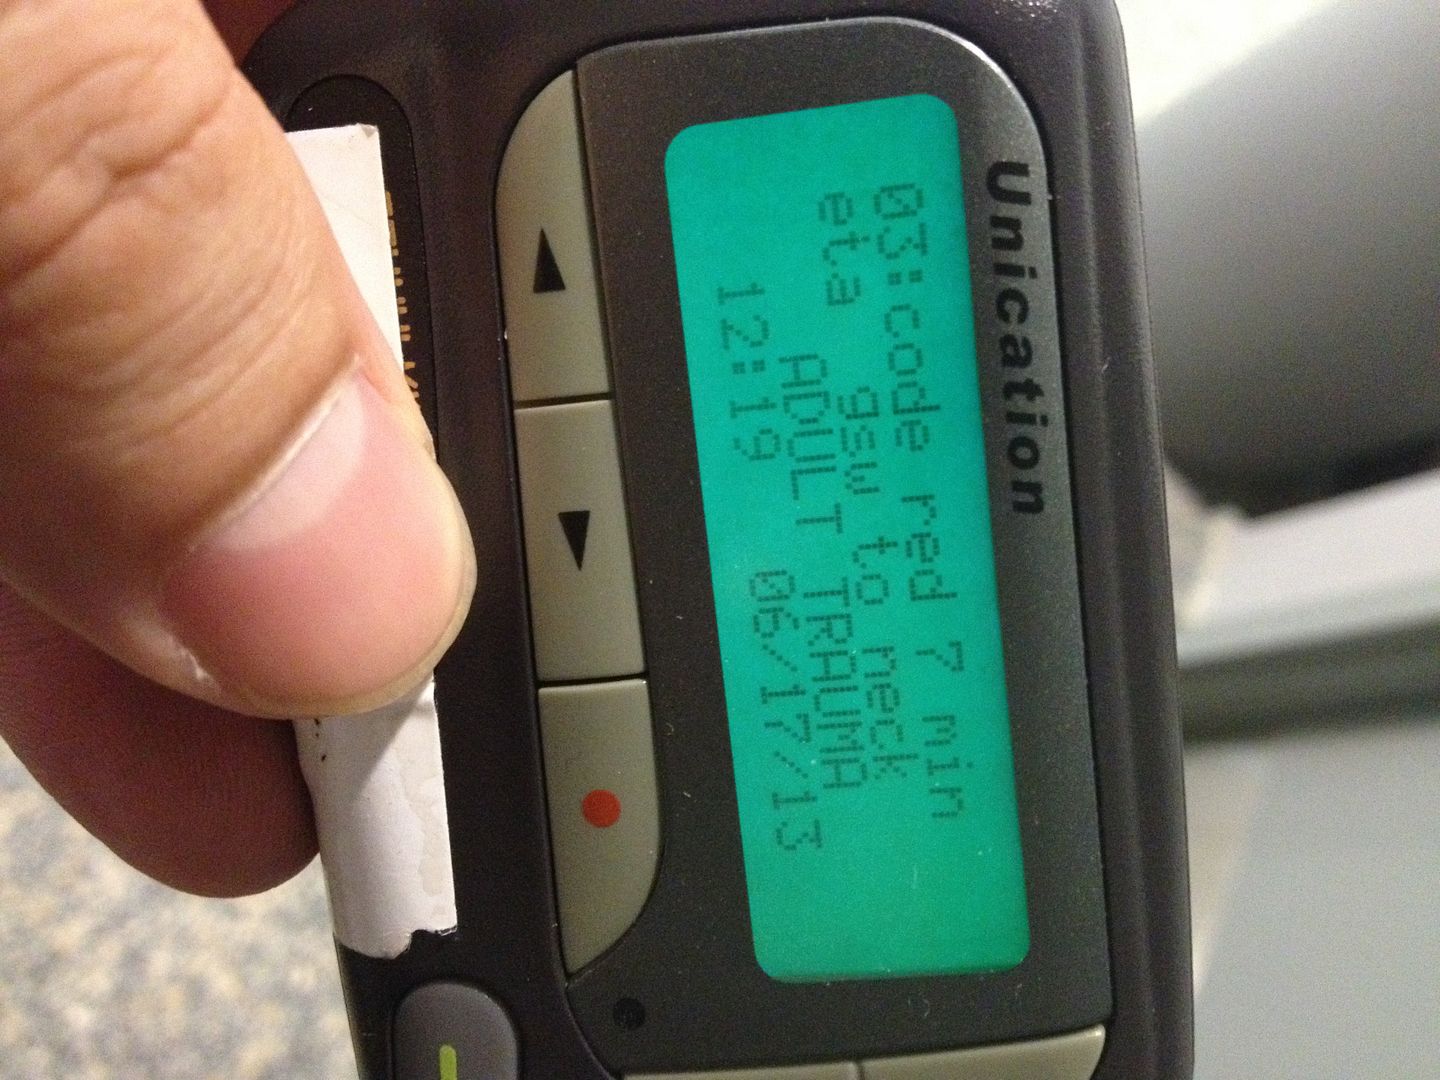 Unication
03:code red 7 min
eta gsw to neck
ADULT TRAUMA
12:19 06/17/13